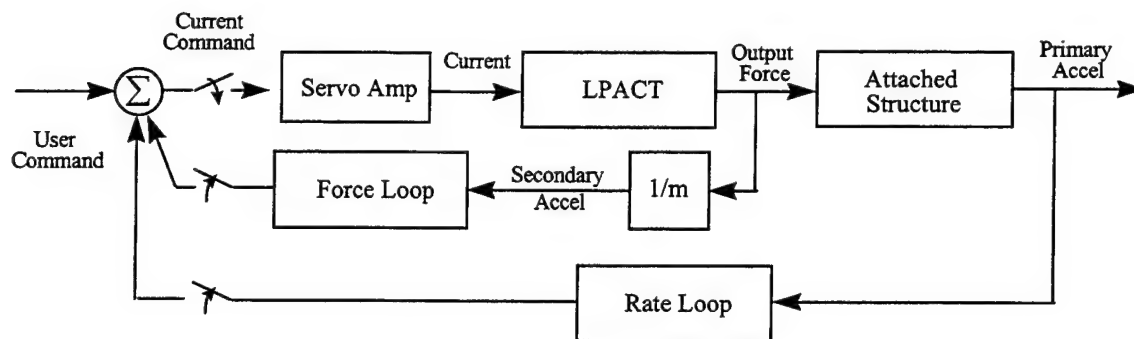 Current
Command
Σ
Servo Amp
Current
LPACT
Output
Force
Attached
Structure
Primary
Accel
User
Command
Force Loop
Secondary
Accel
1/m
Rate Loop